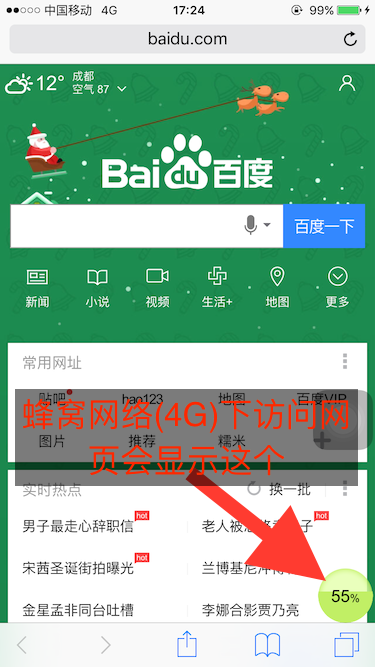 中国移动 4G 17:24 99%
baidu.com
12° 成都
空气 87
Bai du 百度
百度一下
新闻 小说 视频 生活+ 地图 更多
常用网址
贴吧 hao123 地图 百度VIP
蜂窝网络(4G)下访问网
页会显示这个
图片 推荐 糯米
实时热点 换一批
男子最走心辞职信 hot
老人被 子 hot
宋茜圣诞街拍曝光 hot
兰博基尼
金星孟非同台吐槽
李娜合影贾乃亮
55%